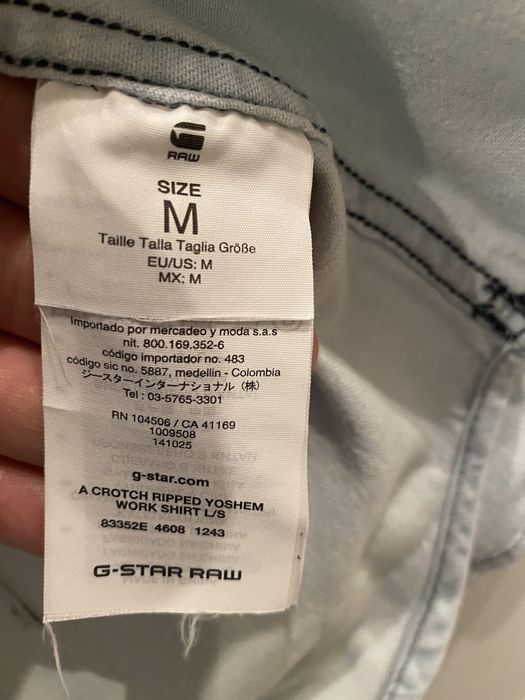 RAW
SIZE
M
Taille Talla Taglia Größe
EU/US: M
MX: M
Importado por mercadeo y moda s.a.s
nit. 800.169.352-6
código importador no. 483
código sic no. 5887, medellin - Colombia
ジースターインターナショナル（株）
Tel : 03-5765-3301
RN 104506 / CA 41169
1009508
141025
g-star.com
A CROTCH RIPPED YOSHEM
WORK SHIRT L/S
83352E 4608 1243
G-STAR RAW